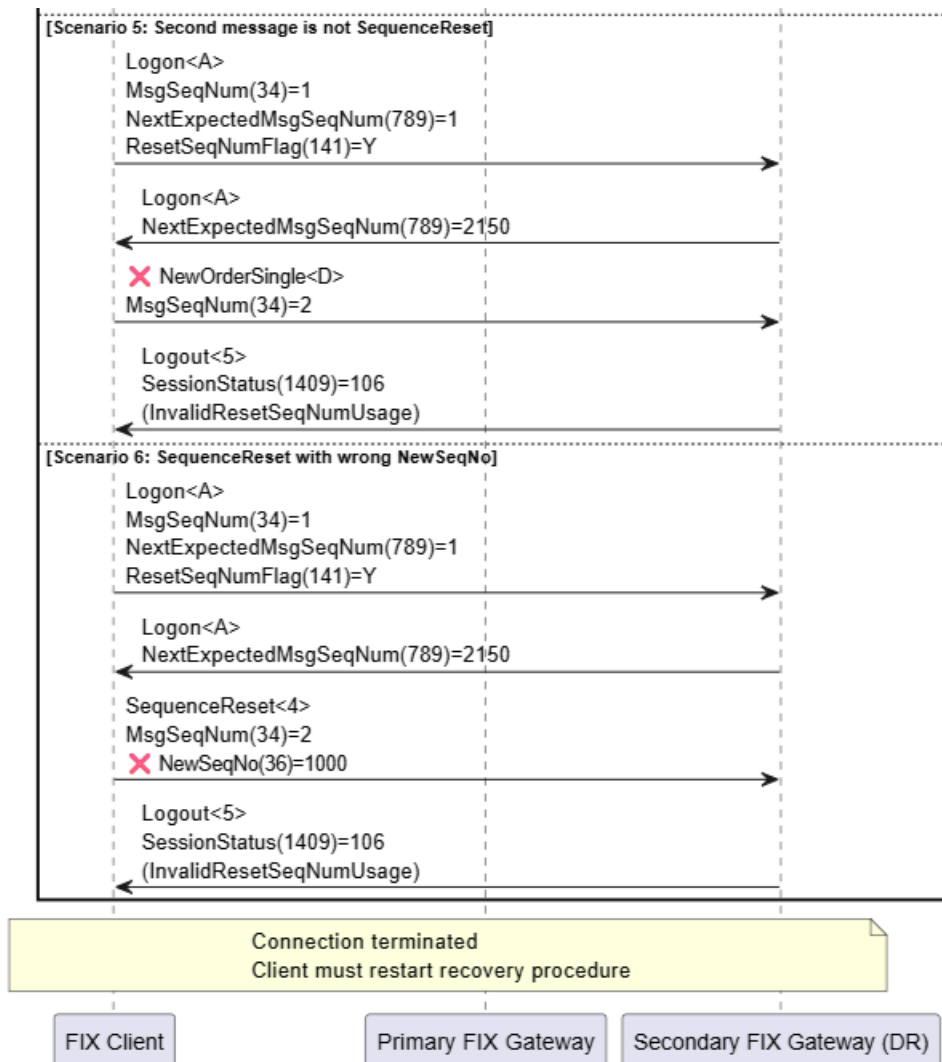 [Scenario 5: Second message is not SequenceReset]
Logon<A>
MsgSeqNum(34)=1
NextExpectedMsgSeqNum(789)=1
ResetSeqNumFlag(141)=Y
Logon<A>
NextExpectedMsgSeqNum(789)=2150
❌ NewOrderSingle<D>
MsgSeqNum(34)=2
Logout<5>
SessionStatus(1409)=106
(InvalidResetSeqNumUsage)
[Scenario 6: SequenceReset with wrong NewSeqNo]
Logon<A>
MsgSeqNum(34)=1
NextExpectedMsgSeqNum(789)=1
ResetSeqNumFlag(141)=Y
Logon<A>
NextExpectedMsgSeqNum(789)=2150
SequenceReset<4>
MsgSeqNum(34)=2
❌ NewSeqNo(36)=1000
Logout<5>
SessionStatus(1409)=106
(InvalidResetSeqNumUsage)
Connection terminated
Client must restart recovery procedure
FIX Client
Primary FIX Gateway
Secondary FIX Gateway (DR)